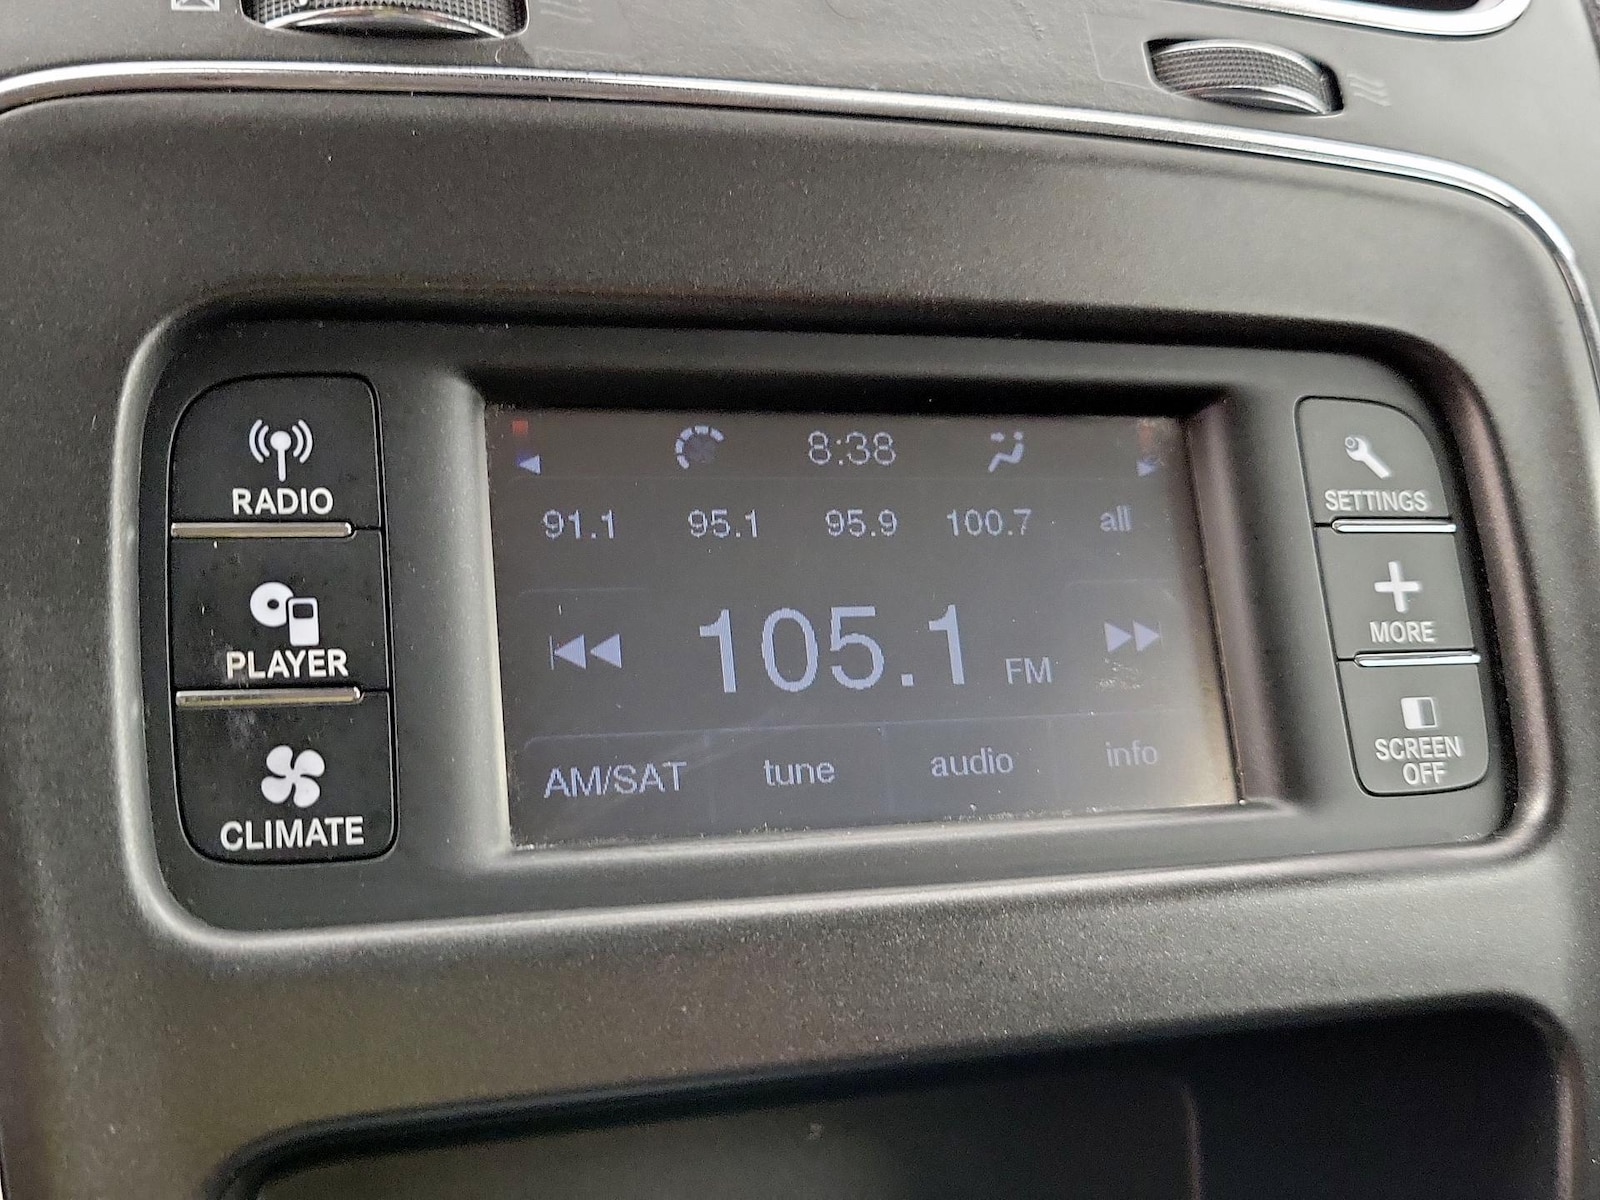 RADIO
PLAYER
CLIMATE
8:38
91.1 95.1 95.9 100.7 all
105.1 FM
AM/SAT tune audio info
SETTINGS
MORE
SCREEN
OFF